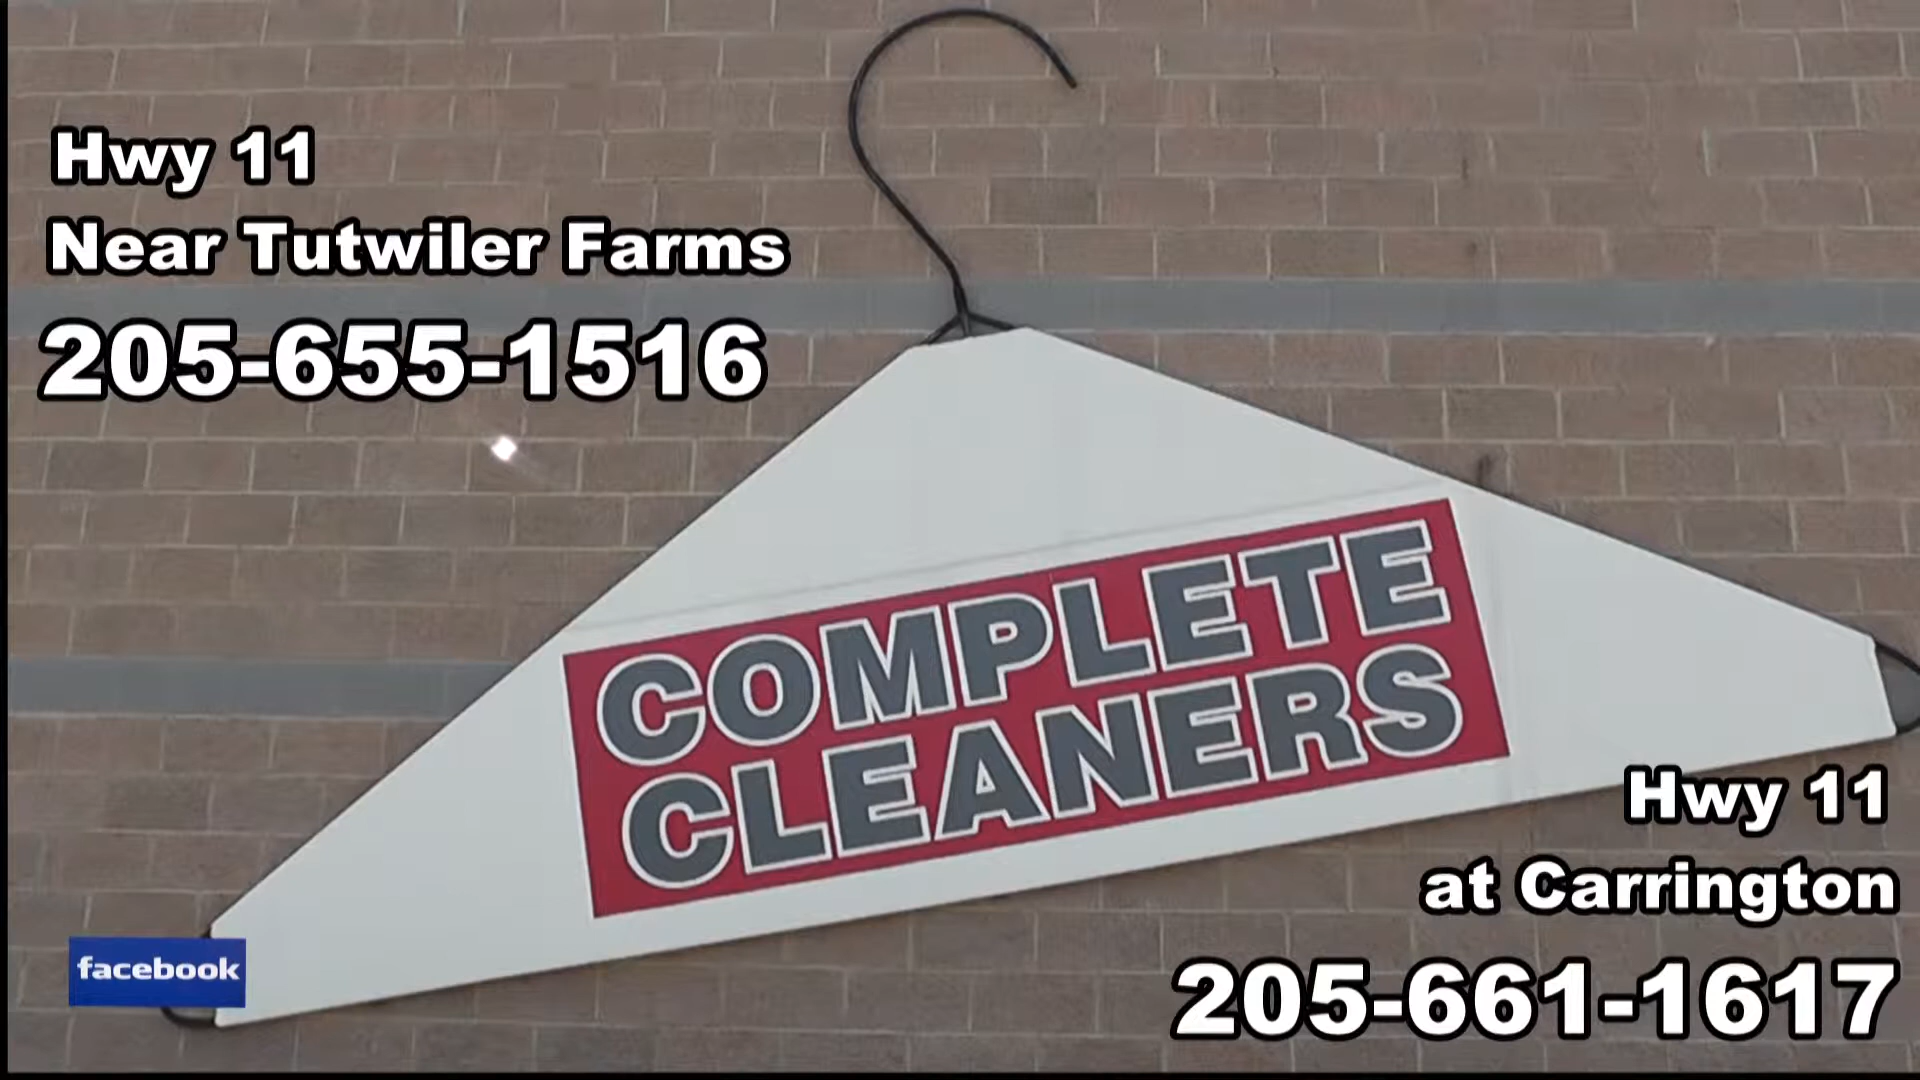 Hwy 11
Near Tutwiler Farms
205-655-1516
COMPLETE
CLEANERS
Hwy 11
at Carrington
205-661-1617
facebook